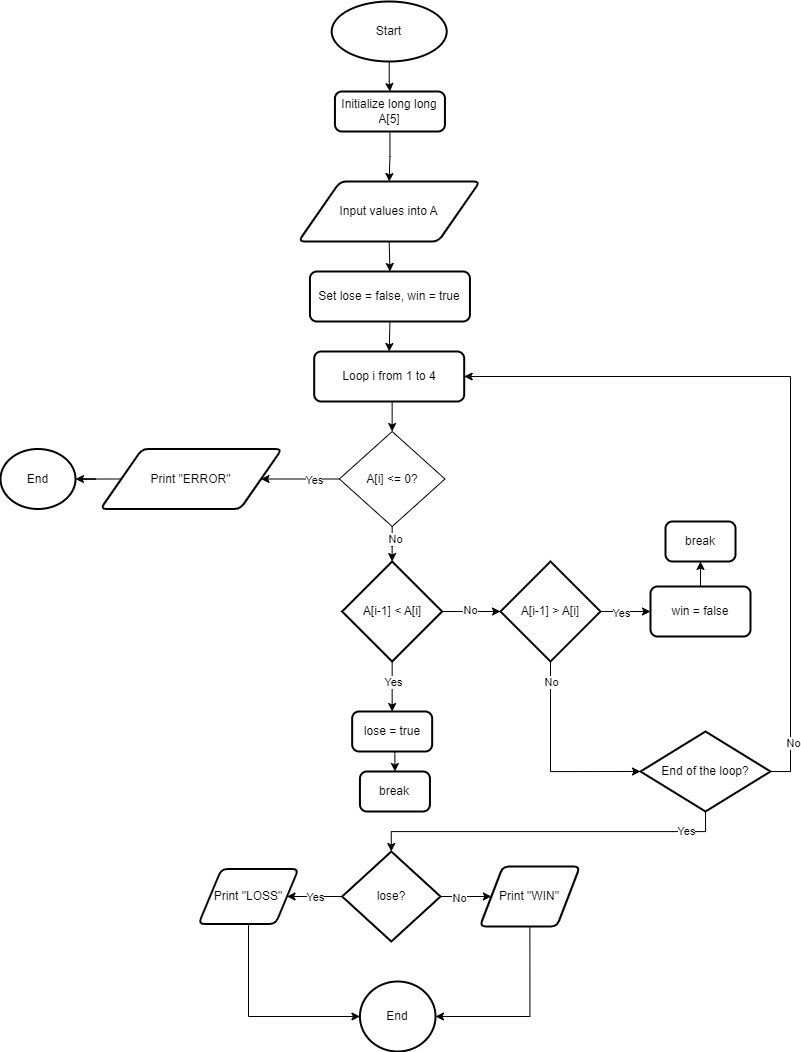 Start
Initialize long long
A[5]
Input values into A
Set lose = false, win = true
Loop i from 1 to 4
End
Print "ERROR"
Yes
A[i] <= 0?
No
break
A[i-1] < A[i]
No
A[i-1] > A[i]
Yes
win = false
Yes
No
lose = true
break
End of the loop?
No
Yes
Print "LOSS"
Yes
lose?
No
Print "WIN"
End